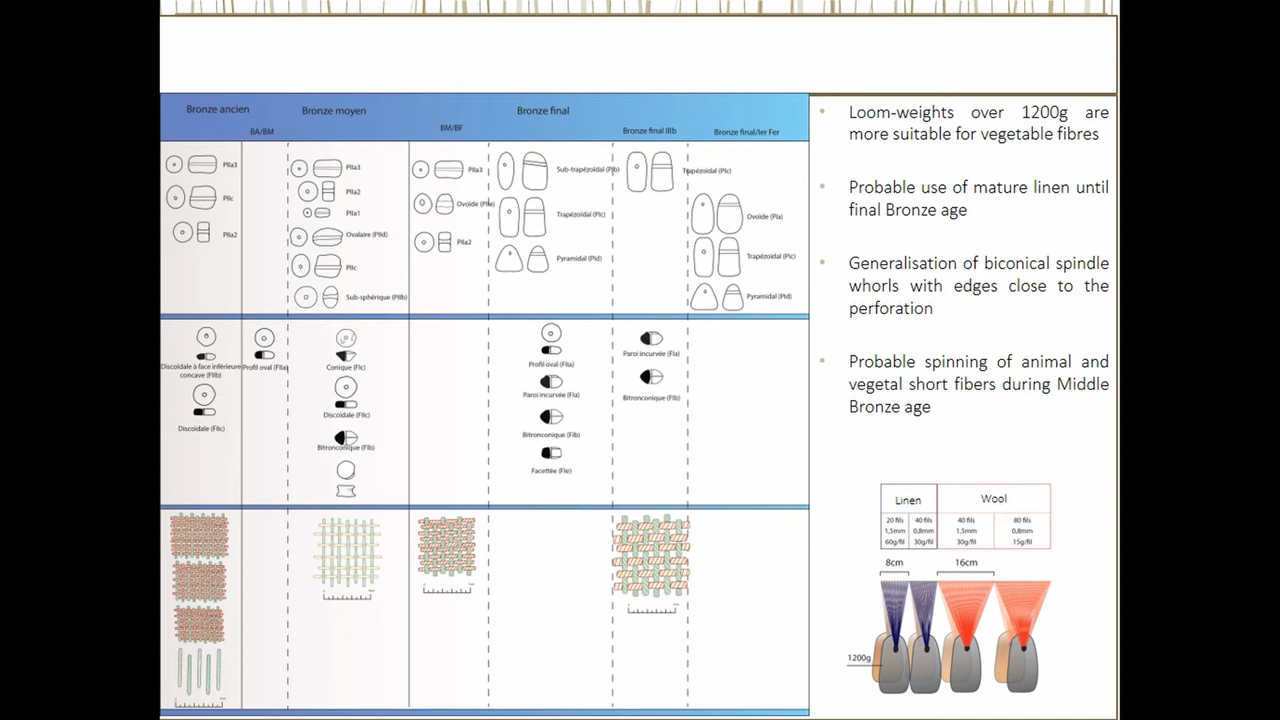 Bronze ancien
Bronze moyen
Bronze final
BA/BM
BM/BF
Bronze final IIIb
Bronze final/Ier Fer
PIIa3
PIIc
PIIa2
PIIa3
PIIa2
PIIa1
Ovalaire (PIId)
PIIc
Sub-sphérique (PIIb)
PIIa3
Ovoïde (PIIe)
PIIa2
Sub-trapézoïdal (PIb)
Trapézoïdal (PIc)
Pyramidal (PId)
Trapézoïdal (PIc)
Ovoïde (PIa)
Trapézoïdal (PIc)
Pyramidal (PId)
Discoïdale à face inférieure
concave (FIIb)
Discoïdale (FIIc)
Profil oval (FIIa)
Conique (FIc)
Discoïdale (FIIc)
Bitronconique (FIb)
Profil oval (FIIa)
Paroi incurvée (FIa)
Bitronconique (FIb)
Facettée (FIe)
Paroi incurvée (FIa)
Bitronconique (FIb)
• Loom-weights over 1200g are
more suitable for vegetable fibres
• Probable use of mature linen until
final Bronze age
• Generalisation of biconical spindle
whorls with edges close to the
perforation
• Probable spinning of animal and
vegetal short fibers during Middle
Bronze age
Linen
Wool
20 fils 40 fils 40 fils 80 fils
1,5mm 0,8mm 1,5mm 0,8mm
60g/fil 30g/fil 30g/fil 15g/fil
8cm
16cm
1200g